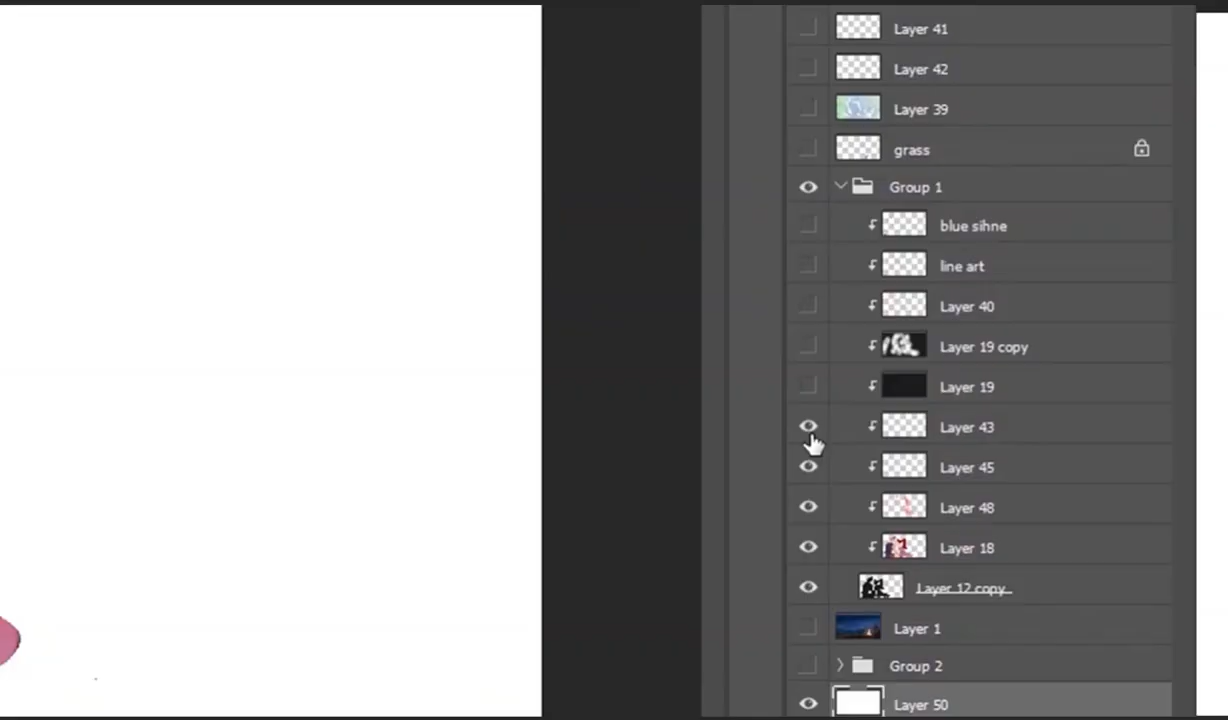 Layer 41
Layer 42
Layer 39
grass
Group 1
blue sihne
line art
Layer 40
Layer 19 copy
Layer 19
Layer 43
Layer 45
Layer 48
Layer 18
Layer 12 copy
Layer 1
Group 2
Layer 50